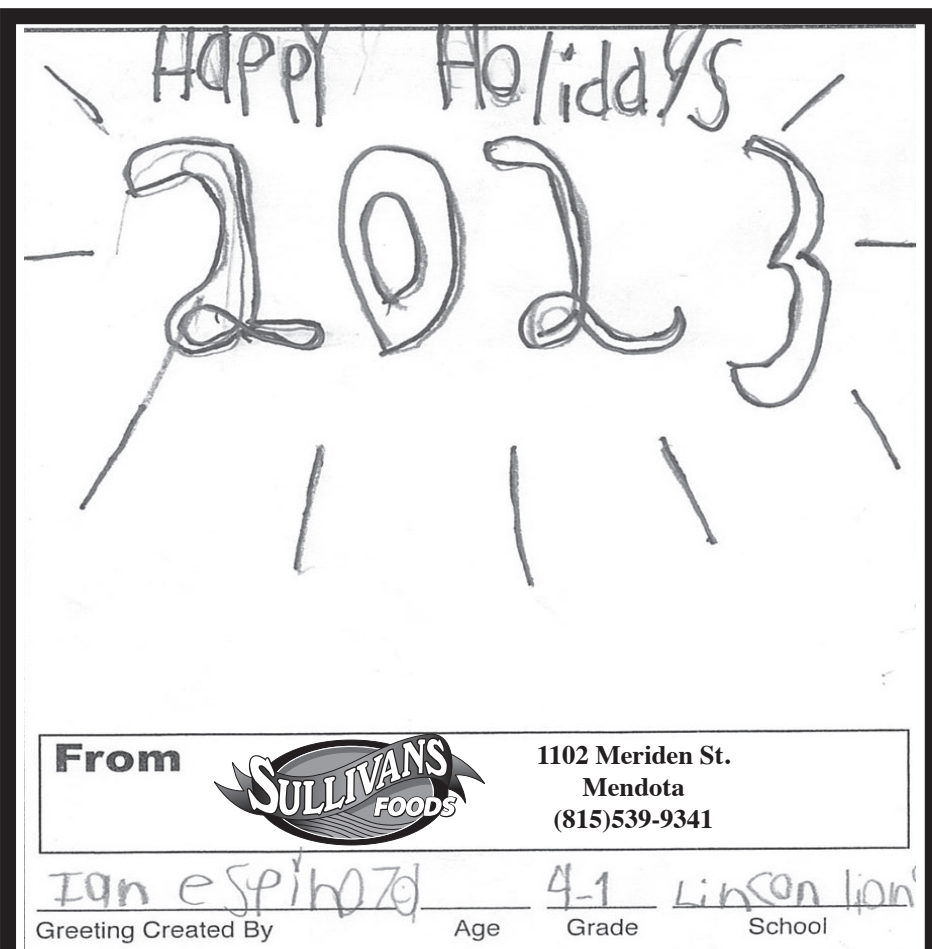 Happy Holidays
2023
From
SULLIVANS
FOODS
1102 Meriden St.
Mendota
(815)539-9341
Ian espinoza 4-1 Linson lion
Greeting Created By Age Grade School